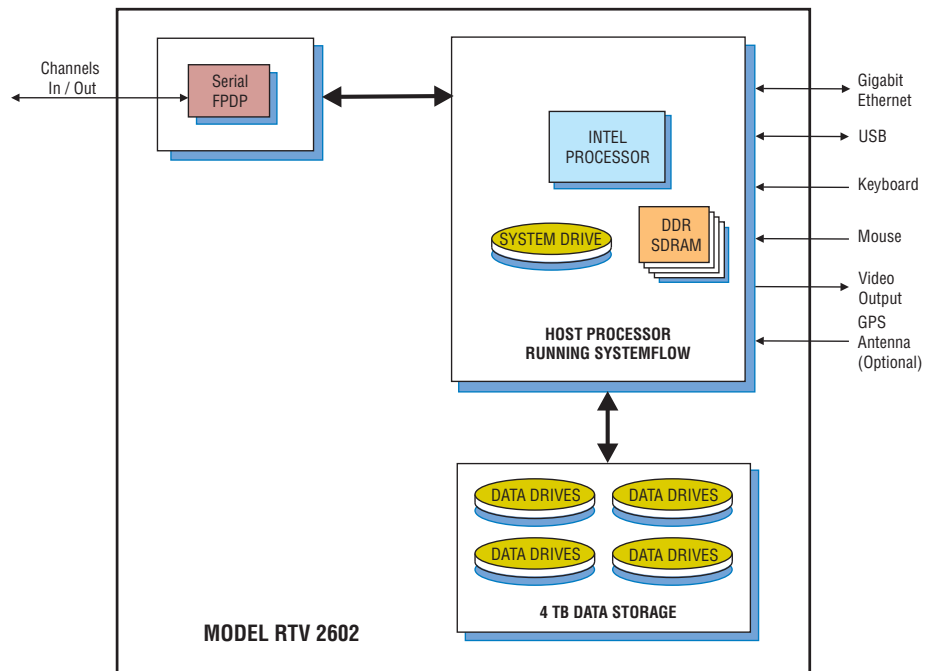 Channels
In / Out
Serial
FPDP
INTEL
PROCESSOR
SYSTEM DRIVE
DDR
SDRAM
HOST PROCESSOR
RUNNING SYSTEMFLOW
Gigabit
Ethernet
USB
Keyboard
Mouse
Video
Output
GPS
Antenna
(Optional)
DATA DRIVES
DATA DRIVES
DATA DRIVES
DATA DRIVES
4 TB DATA STORAGE
MODEL RTV 2602